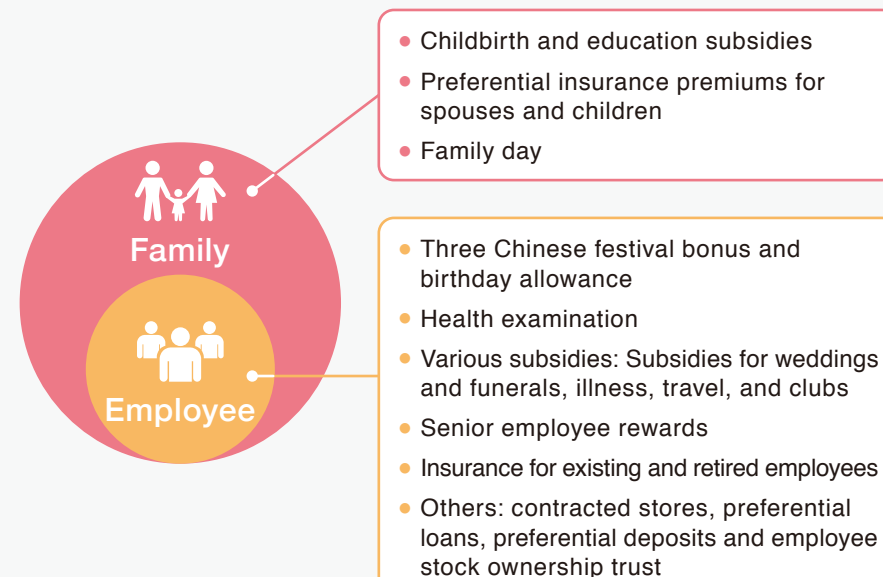 Childbirth and education subsidies
Preferential insurance premiums for
spouses and children
Family day
Family
Three Chinese festival bonus and
birthday allowance
Health examination
Various subsidies: Subsidies for weddings
and funerals, illness, travel, and clubs
Employee
Senior employee rewards
Insurance for existing and retired employees
Others: contracted stores, preferential
loans, preferential deposits and employee
stock ownership trust